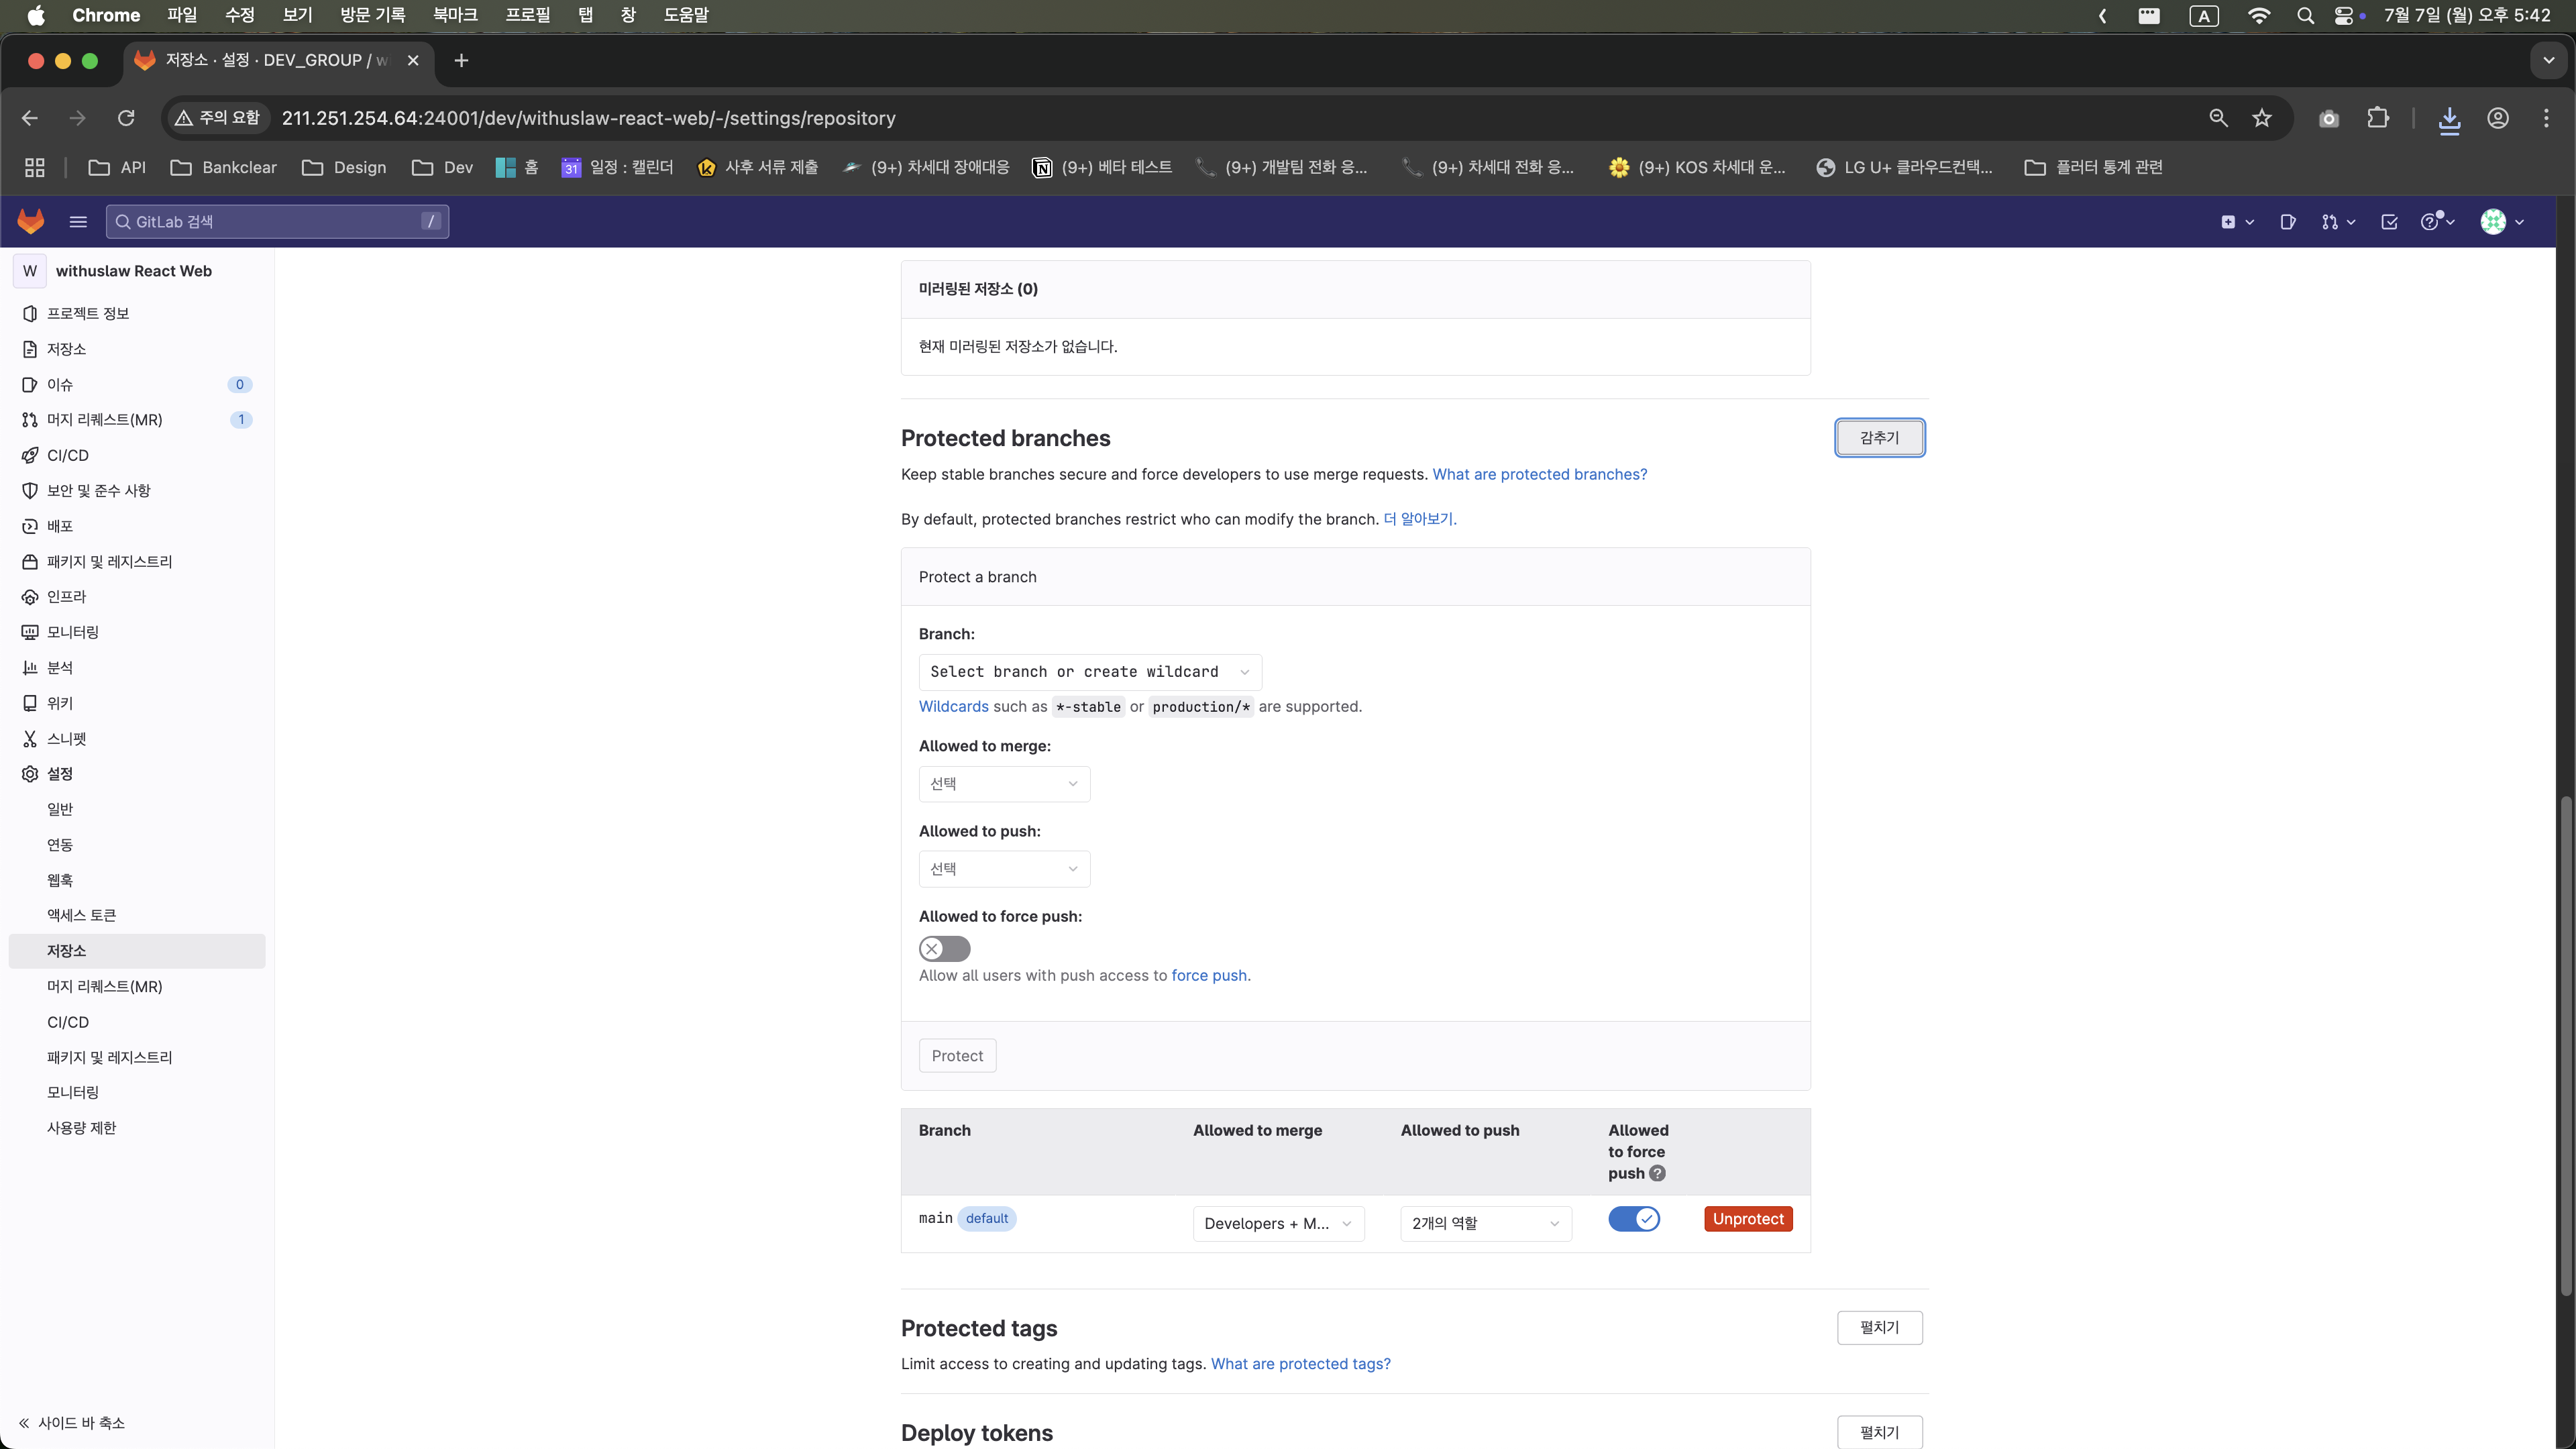 Chrome 파일 수정 보기 방문 기록 북마크 프로필 탭 창 도움말 A 7월 7일 (월) 오후 5:42
저장소 · 설정 · DEV_GROUP / w
주의 요함 211.251.254.64:24001/dev/withuslaw-react-web/-/settings/repository
API Bankclear Design Dev 홈 31 일정 : 캘린더 사후 서류 제출 (9+) 차세대 장애대응 (9+) 베타 테스트 (9+) 개발팀 전화 응... (9+) 차세대 전화 응... (9+) KOS 차세대 운... LG U+ 클라우드컨택... 플러터 통계 관련
GitLab 검색 /
W withuslaw React Web
프로젝트 정보
저장소
이슈 0
머지 리퀘스트(MR) 1
CI/CD
보안 및 준수 사항
배포
패키지 및 레지스트리
인프라
모니터링
분석
위키
스니펫
설정
일반
연동
웹훅
액세스 토큰
저장소
머지 리퀘스트(MR)
CI/CD
패키지 및 레지스트리
모니터링
사용량 제한
사이드 바 축소
미러링된 저장소 (0)
현재 미러링된 저장소가 없습니다.
Protected branches
감추기
Keep stable branches secure and force developers to use merge requests. What are protected branches?
By default, protected branches restrict who can modify the branch. 더 알아보기.
Protect a branch
Branch:
Select branch or create wildcard
Wildcards such as *-stable or production/* are supported.
Allowed to merge:
선택
Allowed to push:
선택
Allowed to force push:
Allow all users with push access to force push.
Protect
Branch Allowed to merge Allowed to push Allowed
to force
push ?
main default Developers + M... 2개의 역할 Unprotect
Protected tags
펼치기
Limit access to creating and updating tags. What are protected tags?
Deploy tokens
펼치기